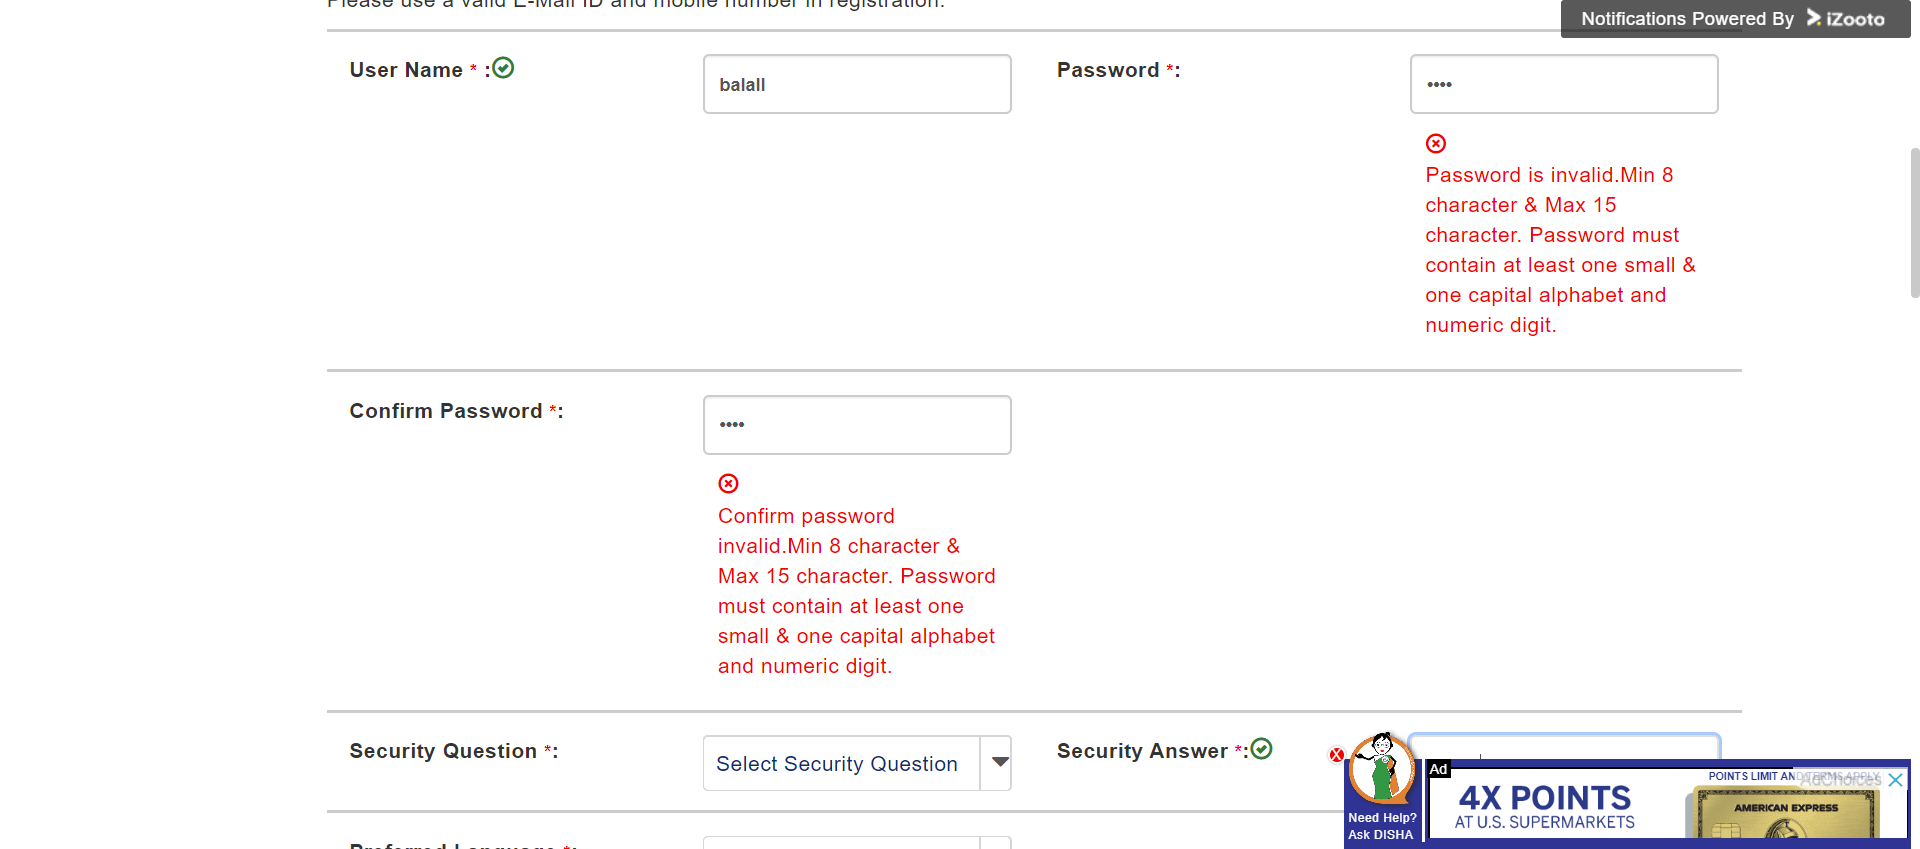 Please use a valid E-Mail ID and mobile number in registration.
Notifications Powered By iZooto
User Name * :
balall
Password *:
••••
Password is invalid.Min 8
character & Max 15
character. Password must
contain at least one small &
one capital alphabet and
numeric digit.
Confirm Password *:
••••
Confirm password
invalid.Min 8 character &
Max 15 character. Password
must contain at least one
small & one capital alphabet
and numeric digit.
Security Question *:
Select Security Question
Security Answer *:
X
Need Help?
Ask DISHA
Ad
POINTS LIMIT AND TERMS APPLY
AdChoices
4X POINTS
AT U.S. SUPERMARKETS
AMERICAN EXPRESS
Preferred Language *: